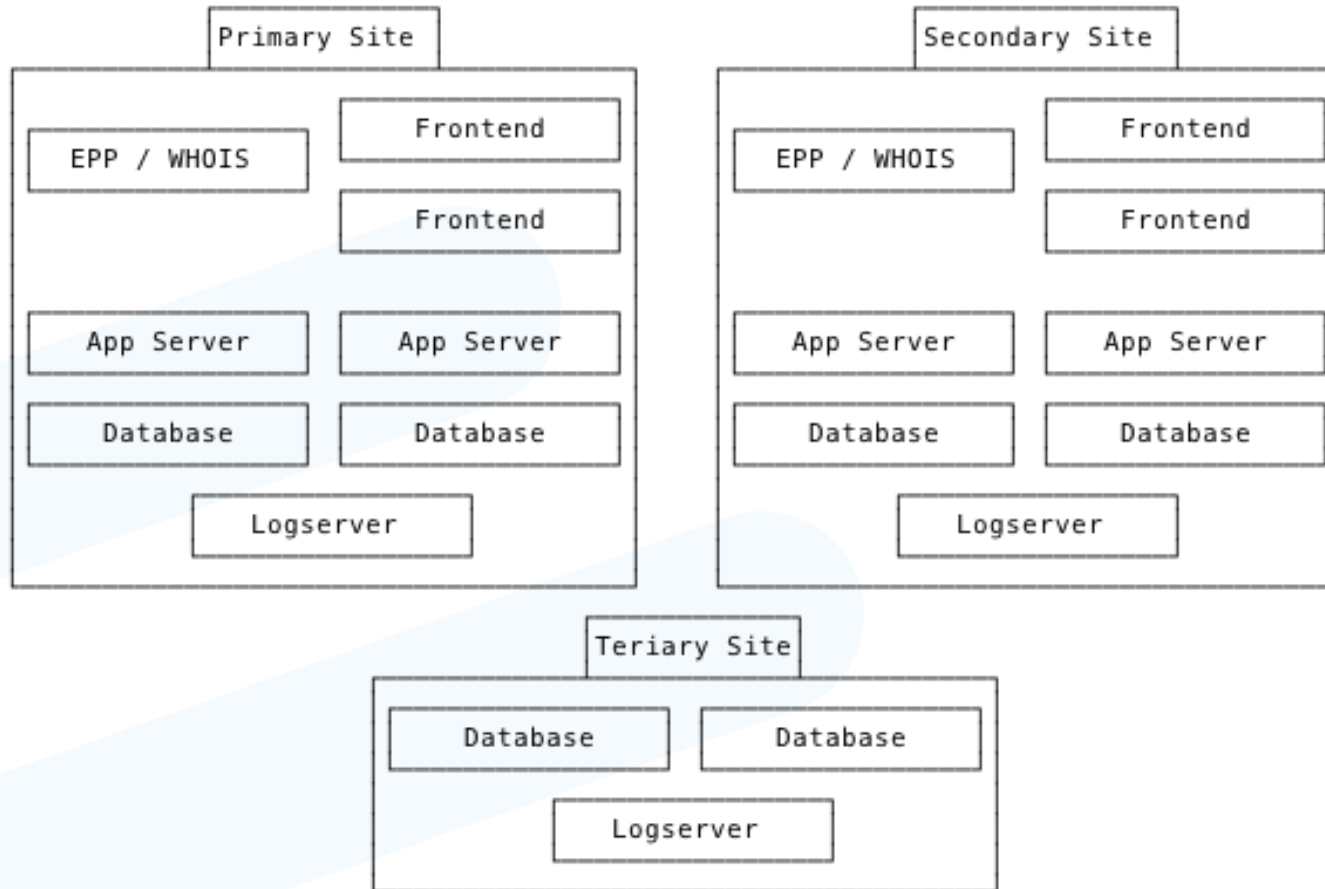 Primary Site
Secondary Site
Frontend
Frontend
EPP / WHOIS
EPP / WHOIS
Frontend
Frontend
App Server
App Server
App Server
App Server
Database
Database
Database
Database
Logserver
Logserver
Teriary Site
Database
Database
Logserver